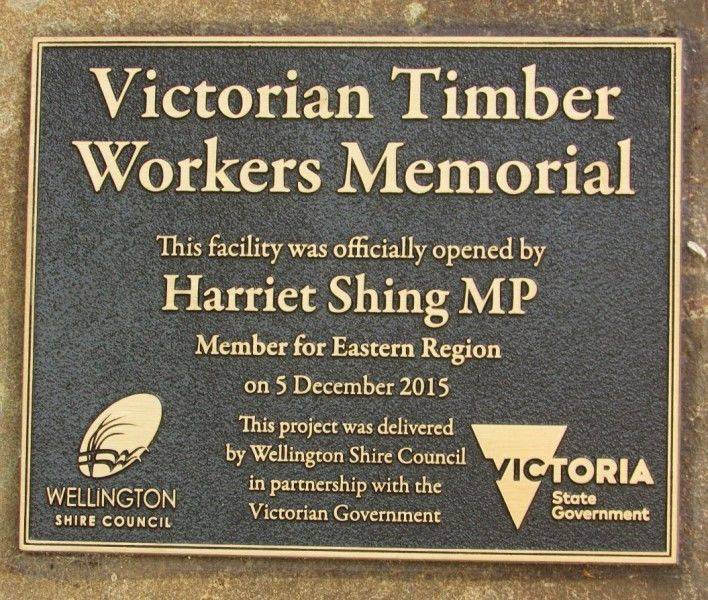 Victorian Timber
Workers Memorial
This facility was officially opened by
Harriet Shing MP
Member for Eastern Region
on 5 December 2015
This project was delivered
by Wellington Shire Council
in partnership with the
Victorian Government
WELLINGTON
SHIRE COUNCIL
VICTORIA
State
Government